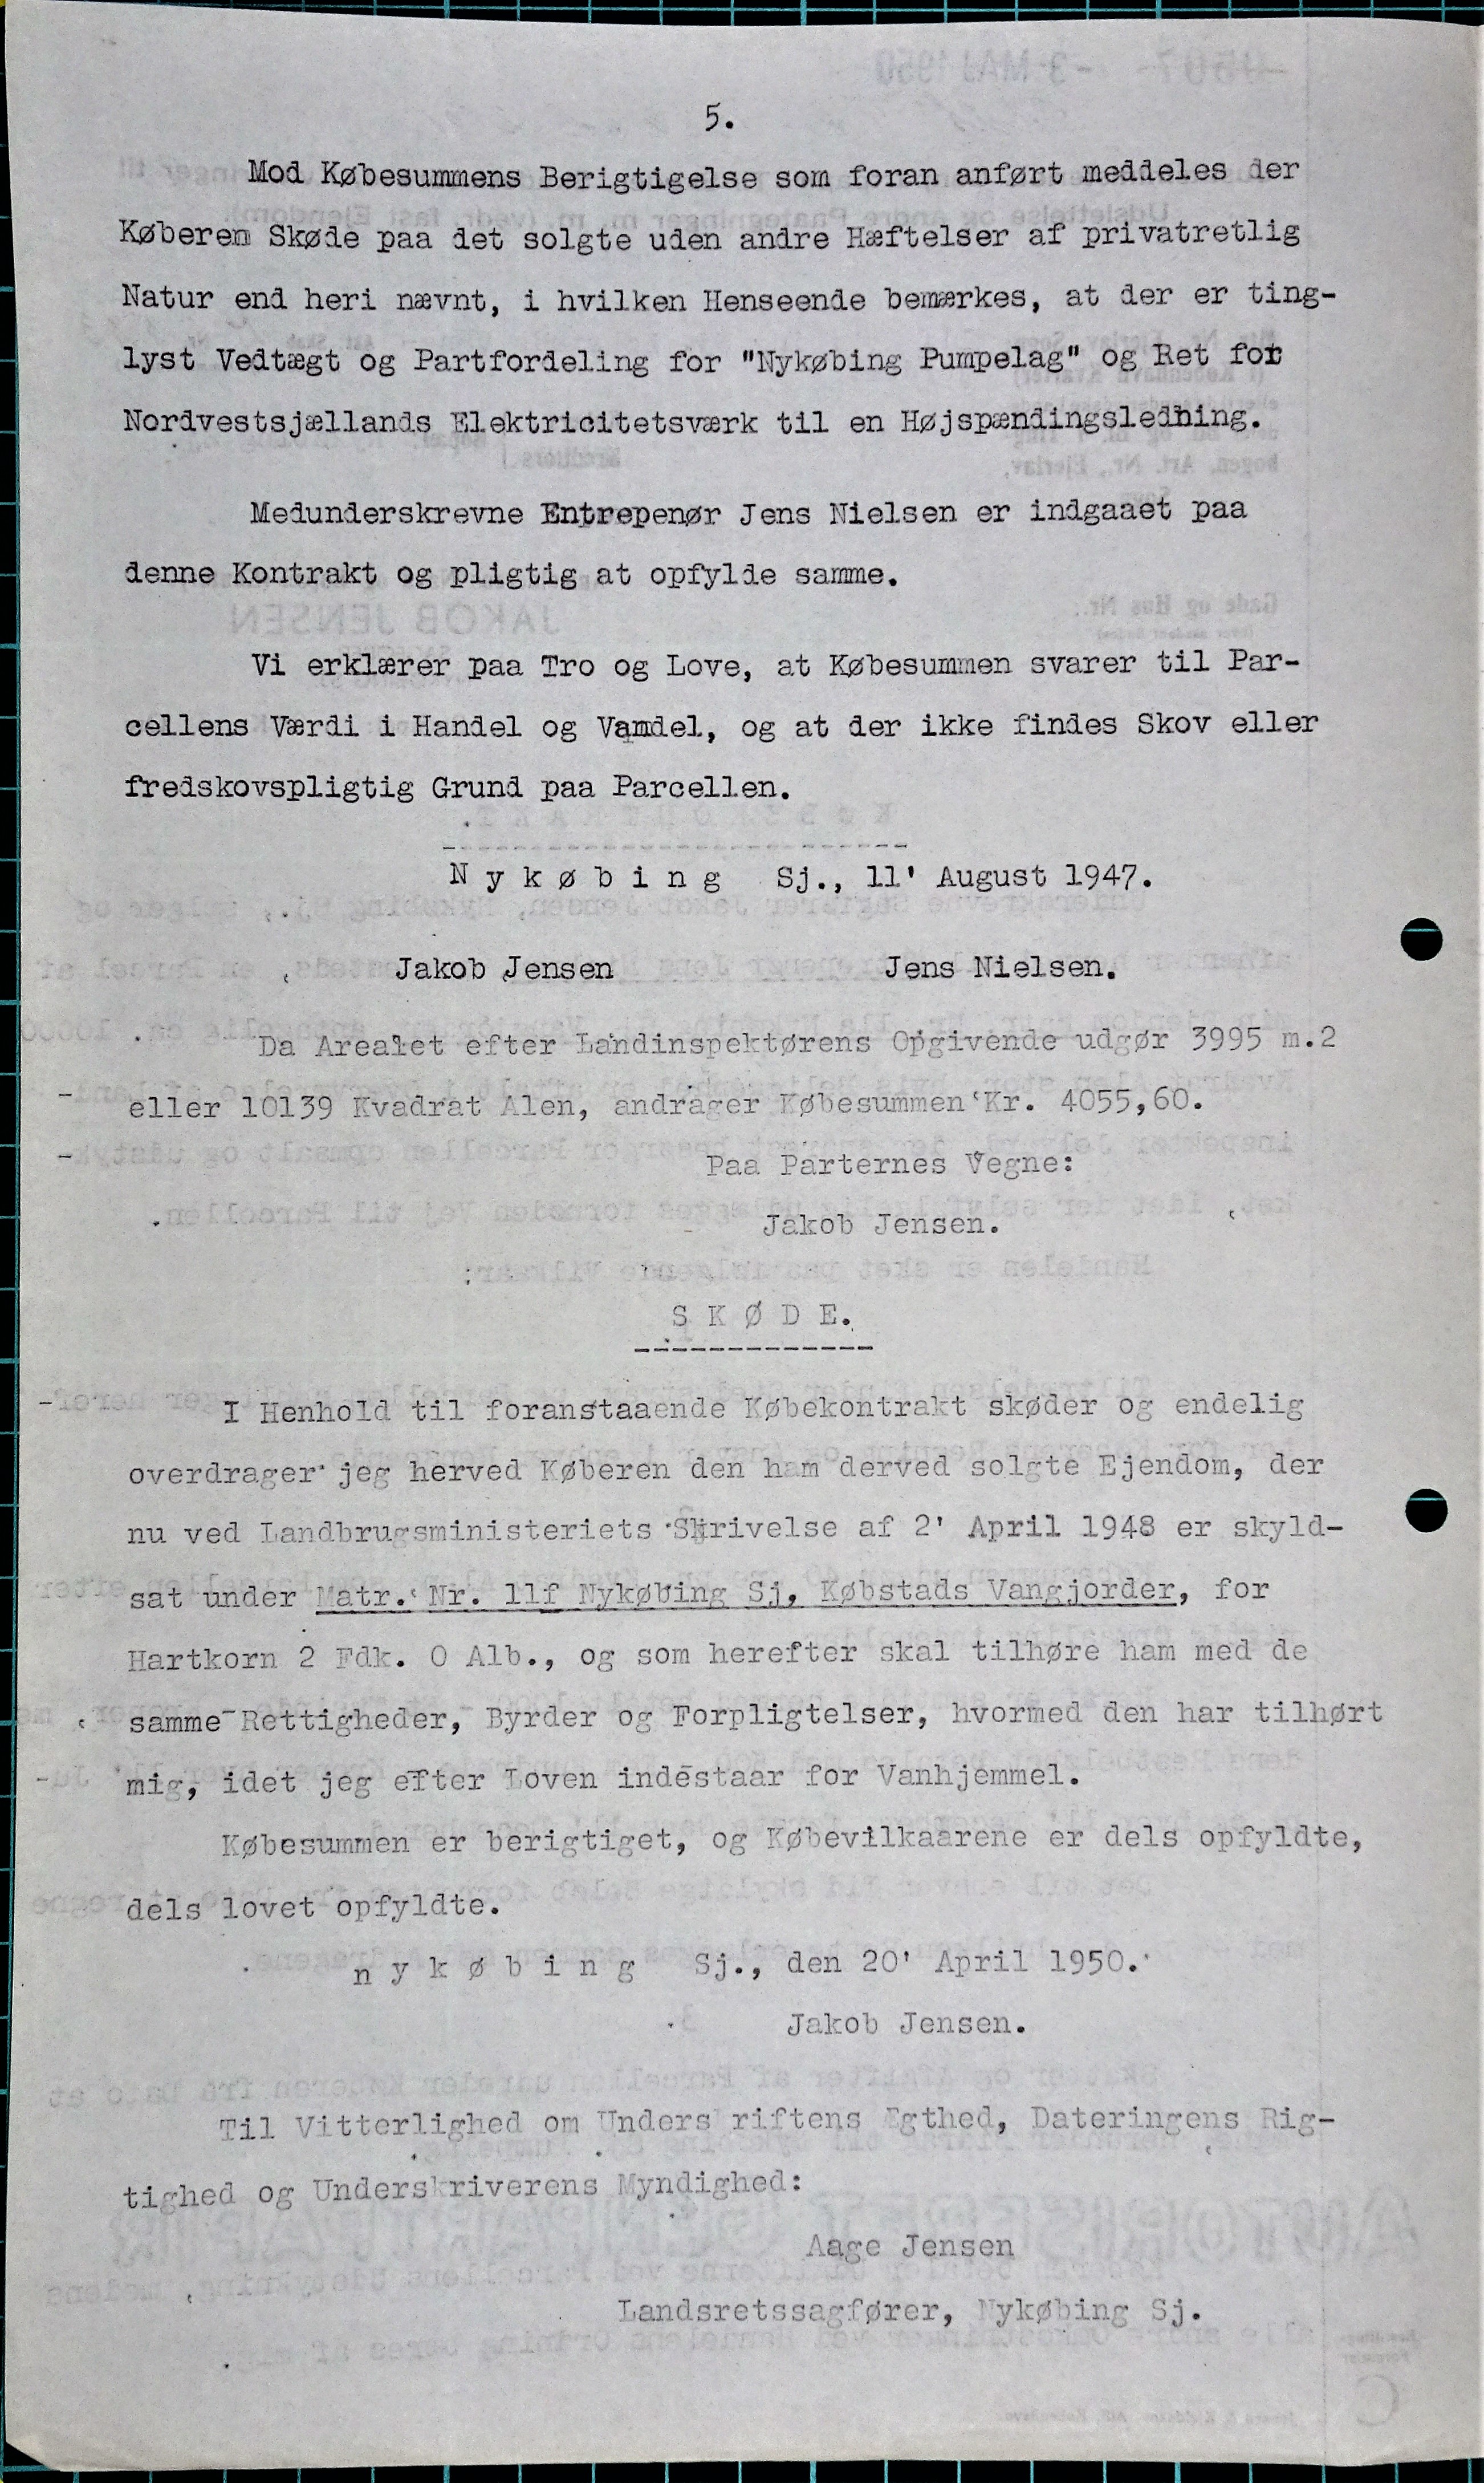 5.
Mod Købesummens Berigtigelse som foran anført meddeles der
Køberen Skøde paa det solgte uden andre Hæftelser af privatretlig
Natur end heri nævnt, i hvilken Henseende bemærkes, at der er ting-
lyst Vedtægt og Partfordeling for "Nykøbing Pumpelag" og Ret for
Nordvestsjællands Elektricitetsværk til en Højspændingsledning.
Medunderskrevne Entrepenør Jens Nielsen er indgaaet paa
denne Kontrakt og pligtig at opfylde samme.
Vi erklærer paa Tro og Love, at Købesummen svarer til Par-
cellens Værdi i Handel og Vandel, og at der ikke findes Skov eller
fredskovspligtig Grund paa Parcellen.
Nykøbing Sj., 11' August 1947.
Jakob Jensen Jens Nielsen.
Da Arealet efter Landinspektørens Opgivende udgør 3995 m.2
eller 10139 Kvadrat Alen, andrager Købesummen Kr. 4055,60.
Paa Parternes Vegne:
Jakob Jensen.
SKØDE.
I Henhold til foranstaaende Købekontrakt skøder og endelig
overdrager jeg herved Køberen den ham derved solgte Ejendom, der
nu ved Landbrugsministeriets Skrivelse af 2' April 1948 er skyld-
sat under Matr. Nr. 11f Nykøbing Sj, Købstads Vangjorder, for
Hartkorn 2 Fdk. 0 Alb., og som herefter skal tilhøre ham med de
samme Rettigheder, Byrder og Forpligtelser, hvormed den har tilhørt
mig, idet jeg efter Loven indestaar for Vanhjemmel.
Købesummen er berigtiget, og Købevilkaarene er dels opfyldte,
dels lovet opfyldte.
nykøbing Sj., den 20' April 1950.
Jakob Jensen.
Til Vitterlighed om Unders riftens Egthed, Dateringens Rig-
tighed og Underskriverens Myndighed:
Aage Jensen
Landsretssagfører, Nykøbing Sj.